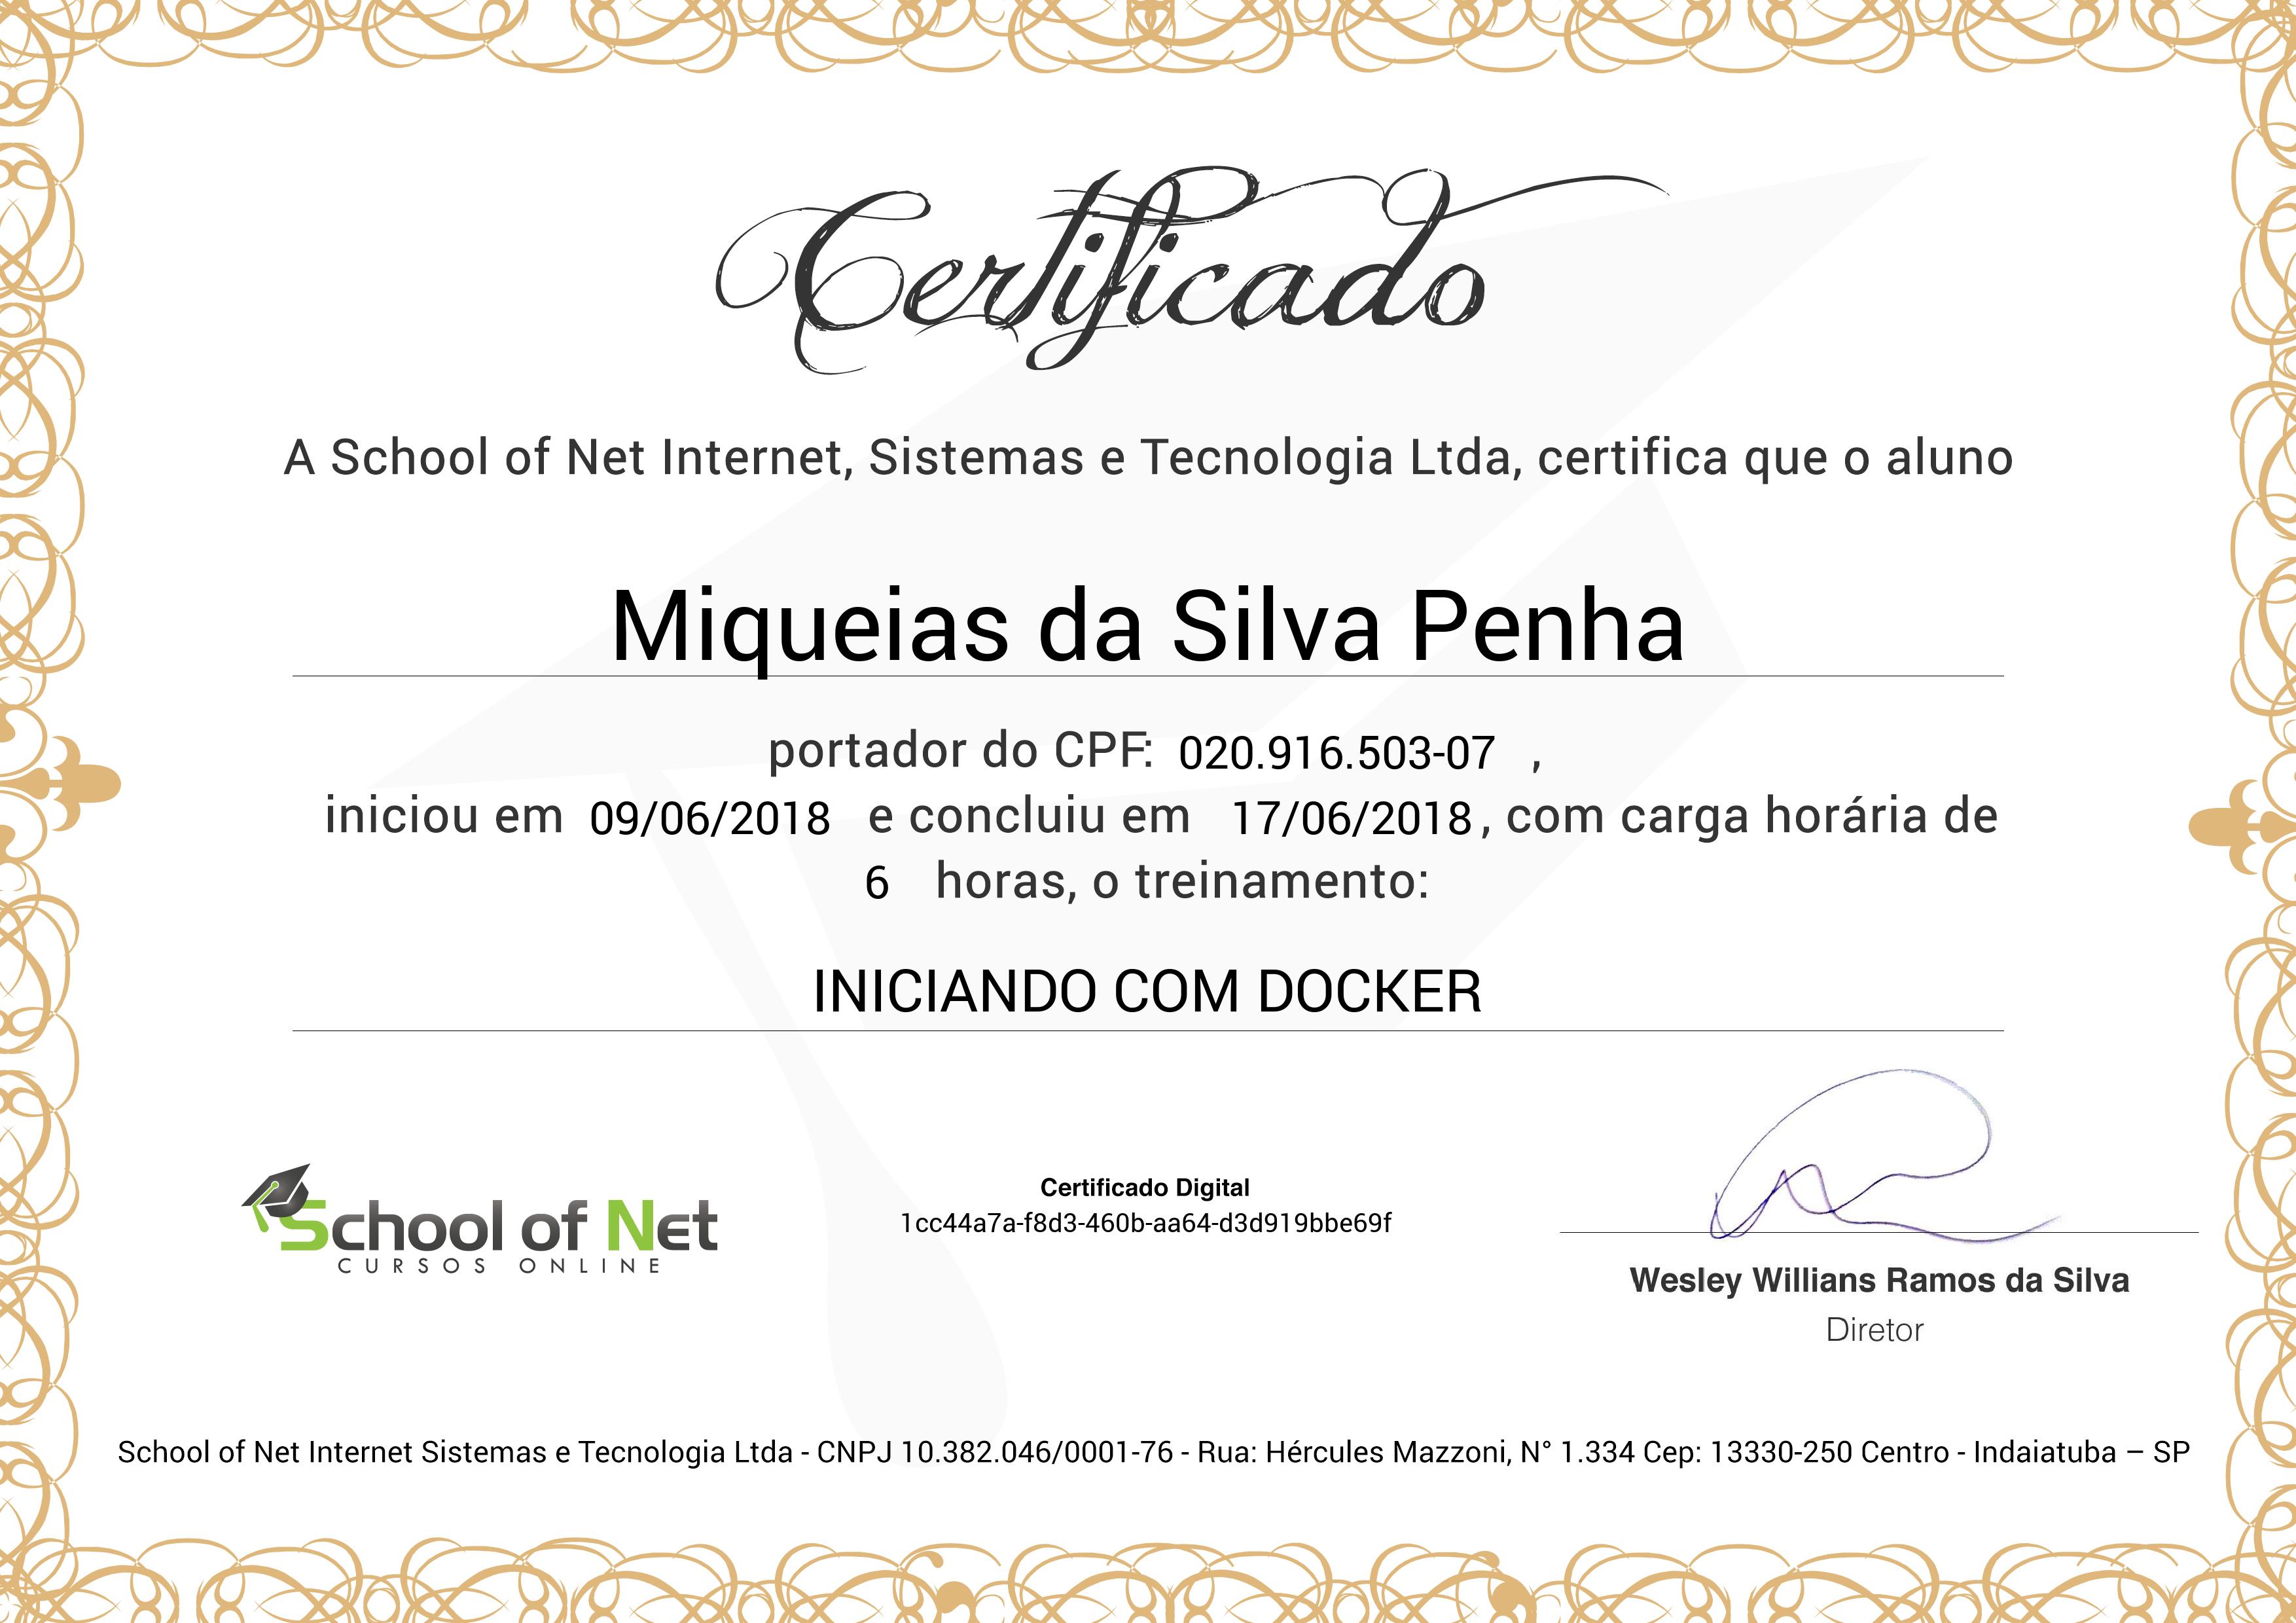 Certificado
A School of Net Internet, Sistemas e Tecnologia Ltda, certifica que o aluno
Miqueias da Silva Penha
portador do CPF: 020.916.503-07 ,
iniciou em 09/06/2018 e concluiu em 17/06/2018, com carga horária de
6 horas, o treinamento:
INICIANDO COM DOCKER
School of Net
CURSOS ONLINE
Certificado Digital
1cc44a7a-f8d3-460b-aa64-d3d919bbe69f
Wesley Willians Ramos da Silva
Diretor
School of Net Internet Sistemas e Tecnologia Ltda - CNPJ 10.382.046/0001-76 - Rua: Hércules Mazzoni, N° 1.334 Cep: 13330-250 Centro - Indaiatuba – SP